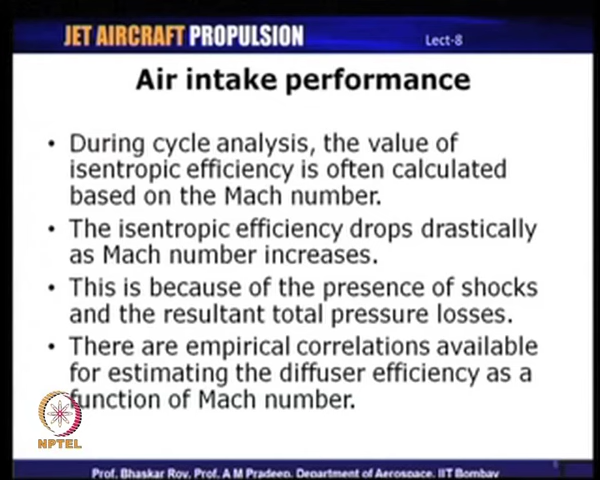 JET AIRCRAFT PROPULSION
Lect-8
Air intake performance
• During cycle analysis, the value of
isentropic efficiency is often calculated
based on the Mach number.
• The isentropic efficiency drops drastically
as Mach number increases.
• This is because of the presence of shocks
and the resultant total pressure losses.
• There are empirical correlations available
for estimating the diffuser efficiency as a
function of Mach number.
NPTEL
Prof. Bhaskar Roy, Prof. A M Pradeep, Department of Aerospace, IIT Bombay